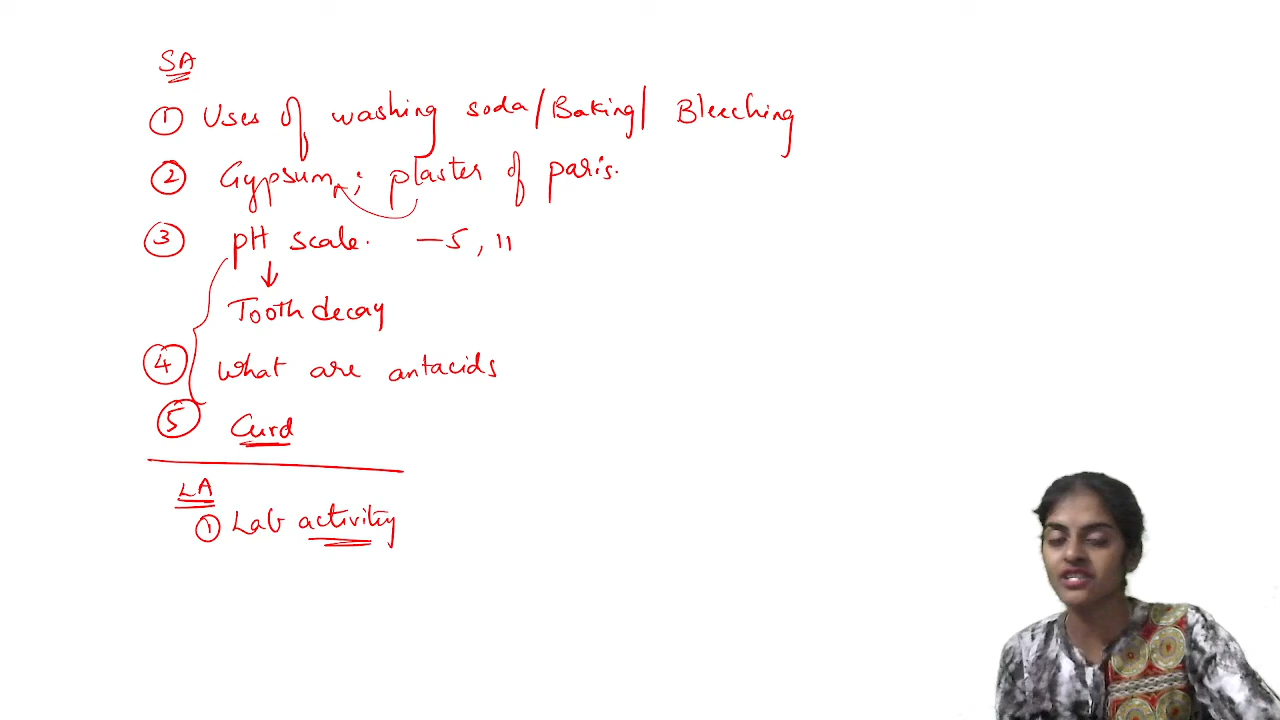 SA
① Uses of washing soda/Baking/ Bleeching
② Gypsum ; plaster of paris.
③ pH scale. – 5, 11
Tooth decay
④ What are antacids
⑤ Curd
LA
① Lab activity